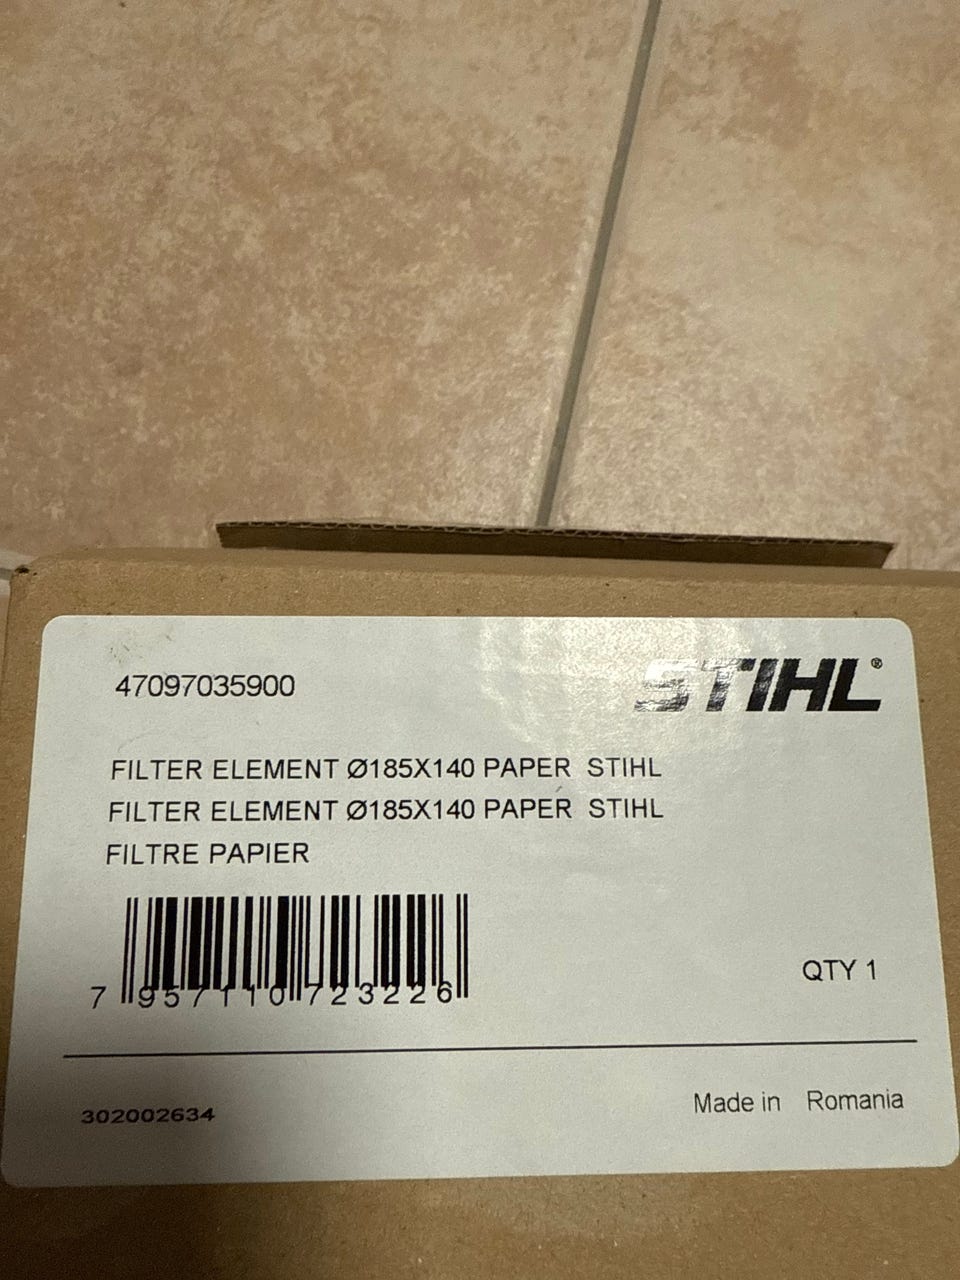 47097035900
STIHL®
FILTER ELEMENT Ø185X140 PAPER STIHL
FILTER ELEMENT Ø185X140 PAPER STIHL
FILTRE PAPIER
7 957110 723226
QTY 1
302002634
Made in Romania